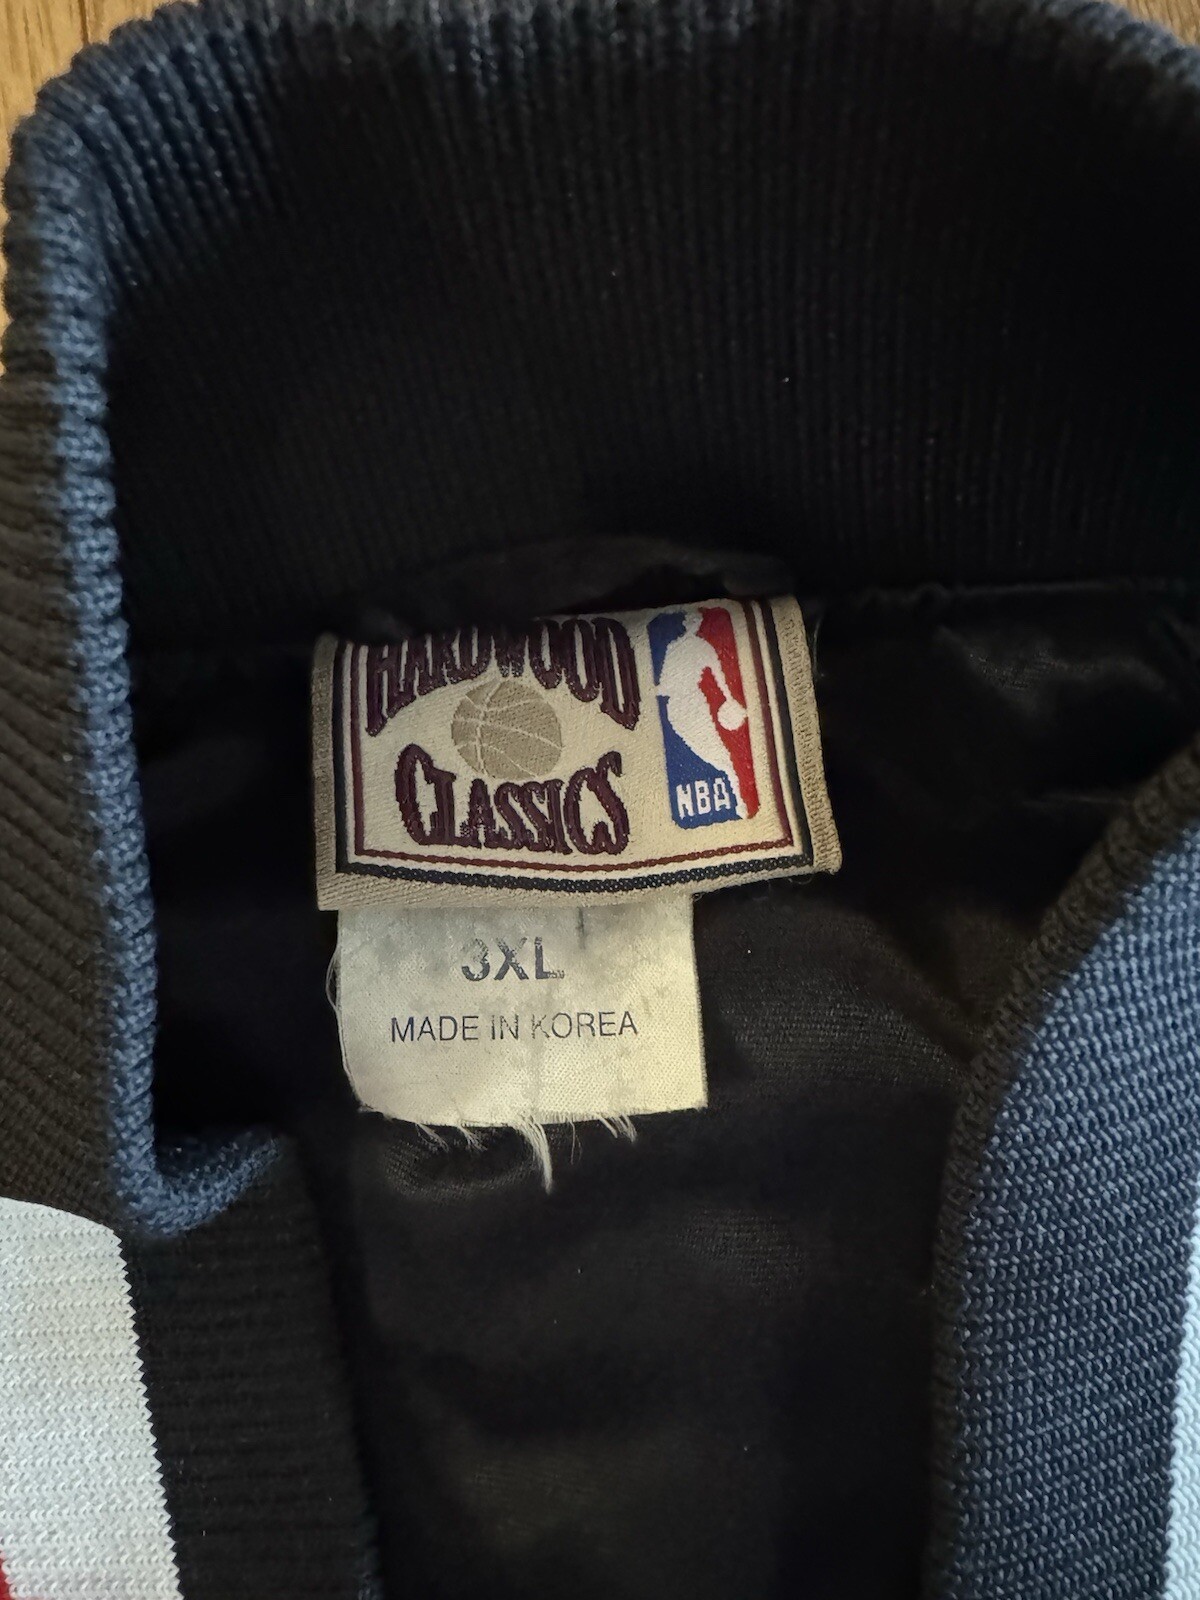 HARDWOOD
CLASSICS
NBA
3XL
MADE IN KOREA